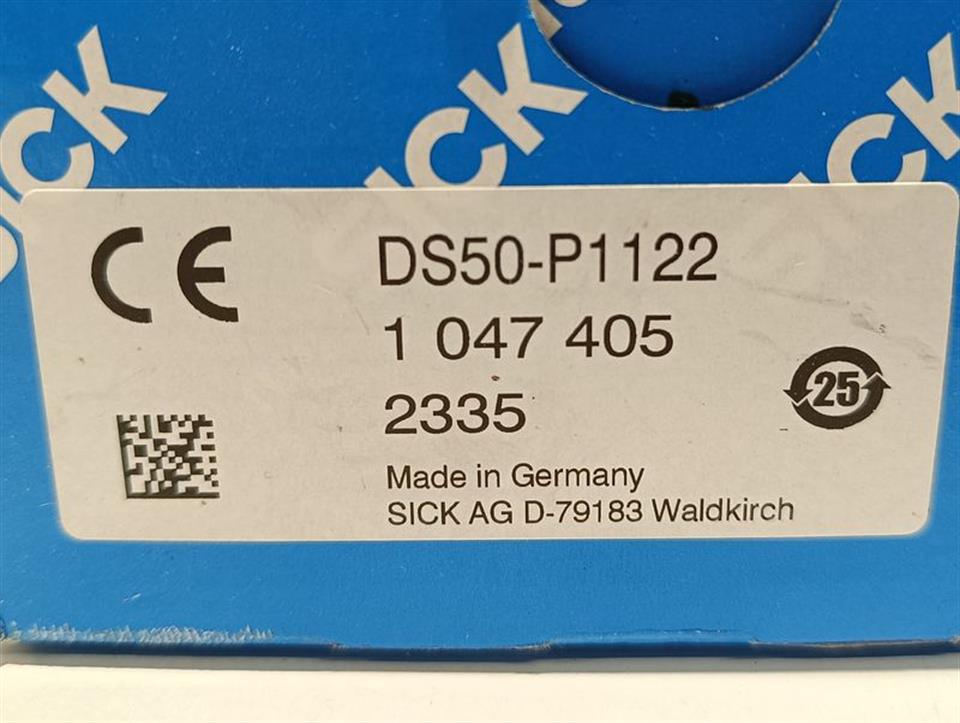 SICK
SICK
SICK
CE
DS50-P1122
1 047 405
2335
25
Made in Germany
SICK AG D-79183 Waldkirch